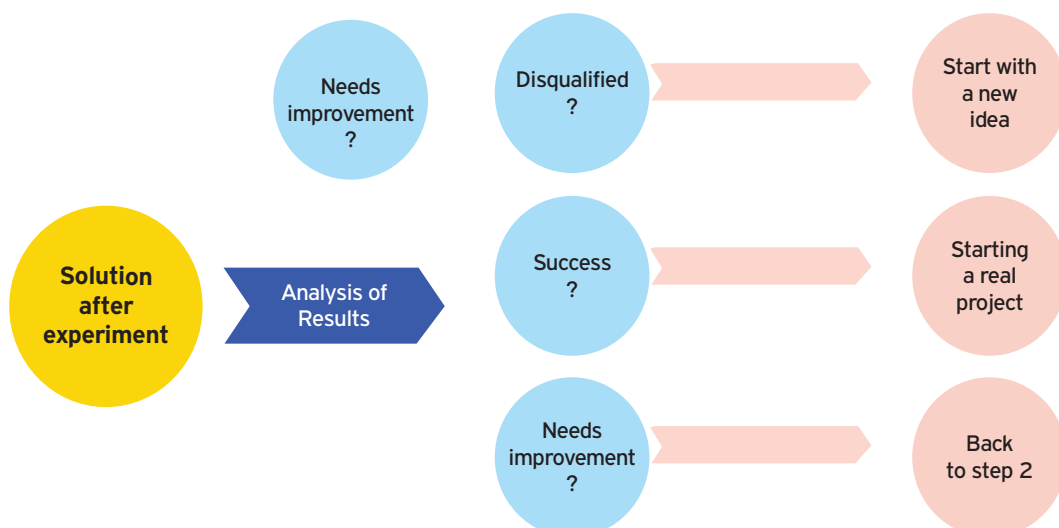 Needs
improvement
?
Disqualified
?
Start with
a new
idea
Solution
after
experiment
Analysis of
Results
Success
?
Starting
a real
project
Needs
improvement
?
Back
to step 2